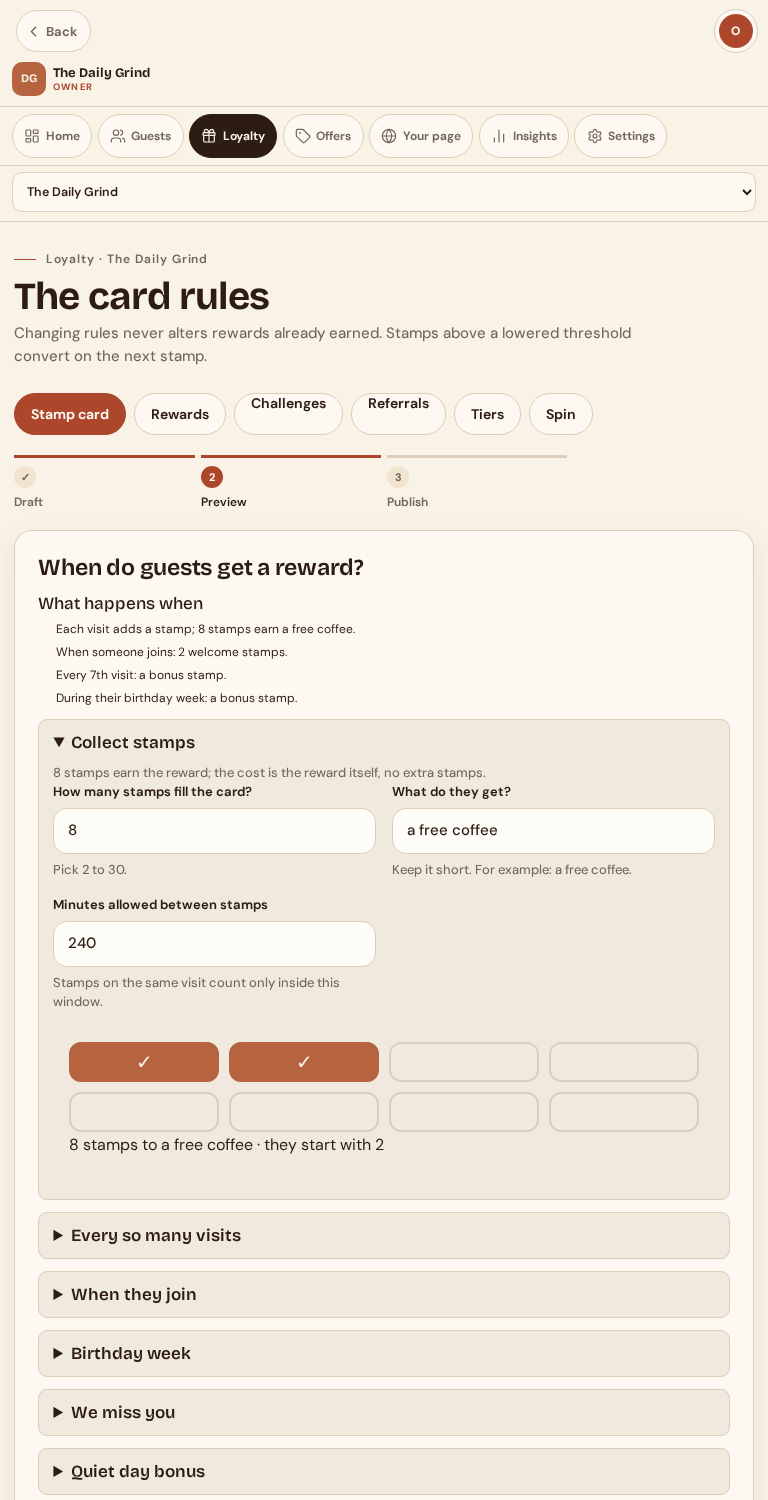 Back
O
DG
The Daily Grind
OWNER
Home
Guests
Loyalty
Offers
Your page
Insights
Settings
The Daily Grind
Loyalty · The Daily Grind
The card rules
Changing rules never alters rewards already earned. Stamps above a lowered threshold
convert on the next stamp.
Stamp card
Rewards
Challenges
Referrals
Tiers
Spin
✓
2
3
Draft
Preview
Publish
When do guests get a reward?
What happens when
Each visit adds a stamp; 8 stamps earn a free coffee.
When someone joins: 2 welcome stamps.
Every 7th visit: a bonus stamp.
During their birthday week: a bonus stamp.
Collect stamps
8 stamps earn the reward; the cost is the reward itself, no extra stamps.
How many stamps fill the card?
What do they get?
8
a free coffee
Pick 2 to 30.
Keep it short. For example: a free coffee.
Minutes allowed between stamps
240
Stamps on the same visit count only inside this
window.
✓ ✓
8 stamps to a free coffee · they start with 2
Every so many visits
When they join
Birthday week
We miss you
Quiet day bonus